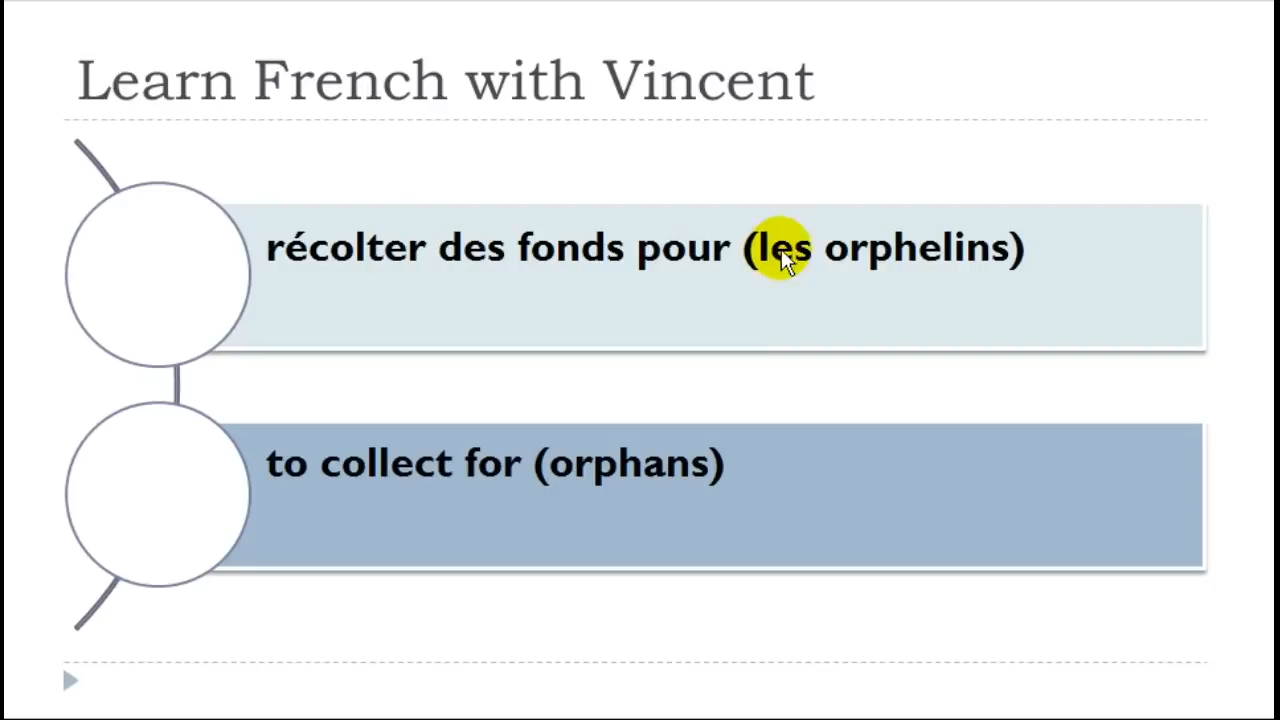 Learn French with Vincent
récolter des fonds pour (les orphelins)
to collect for (orphans)